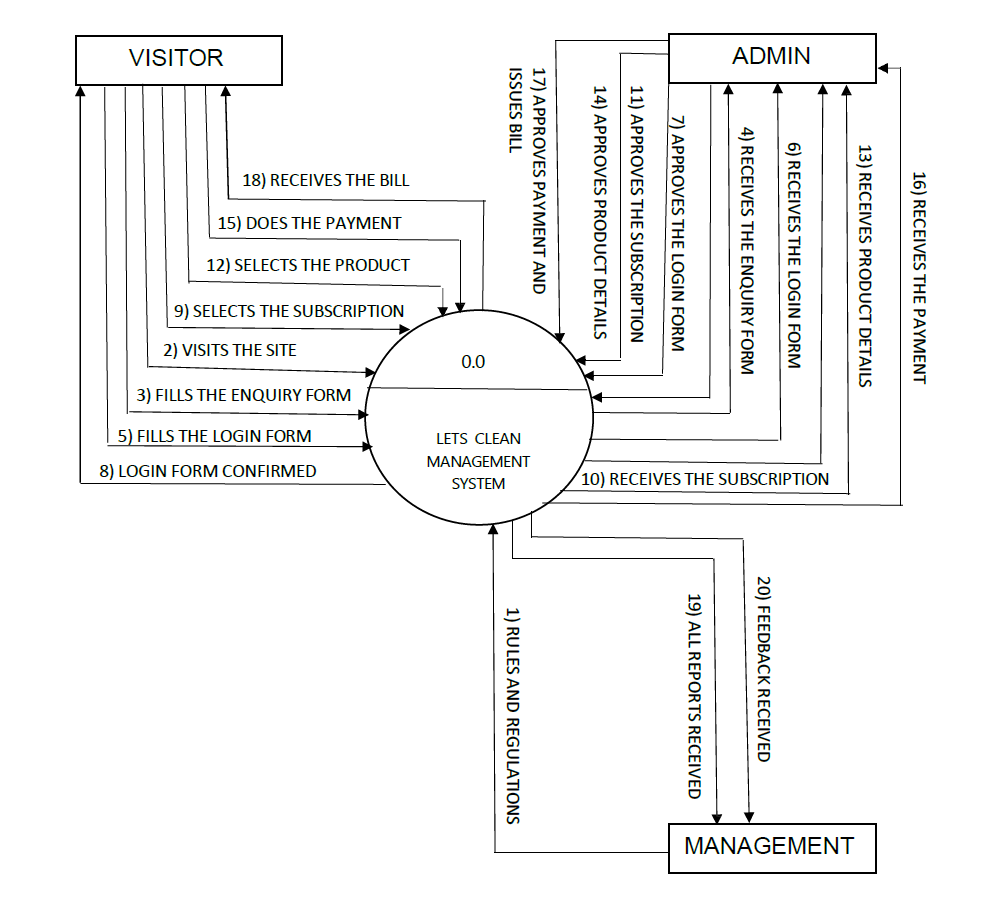 VISITOR
ADMIN
18) RECEIVES THE BILL
15) DOES THE PAYMENT
12) SELECTS THE PRODUCT
9) SELECTS THE SUBSCRIPTION
2) VISITS THE SITE
3) FILLS THE ENQUIRY FORM
5) FILLS THE LOGIN FORM
8) LOGIN FORM CONFIRMED
17) APPROVES PAYMENT AND
ISSUES BILL
14) APPROVES PRODUCT DETAILS
11) APPROVES THE SUBSCRIPTION
7) APPROVES THE LOGIN FORM
4) RECEIVES THE ENQUIRY FORM
6) RECEIVES THE LOGIN FORM
13) RECEIVES PRODUCT DETAILS
16) RECEIVES THE PAYMENT
0.0
LETS CLEAN
MANAGEMENT
SYSTEM
10) RECEIVES THE SUBSCRIPTION
1) RULES AND REGULATIONS
19) ALL REPORTS RECEIVED
20) FEEDBACK RECEIVED
MANAGEMENT